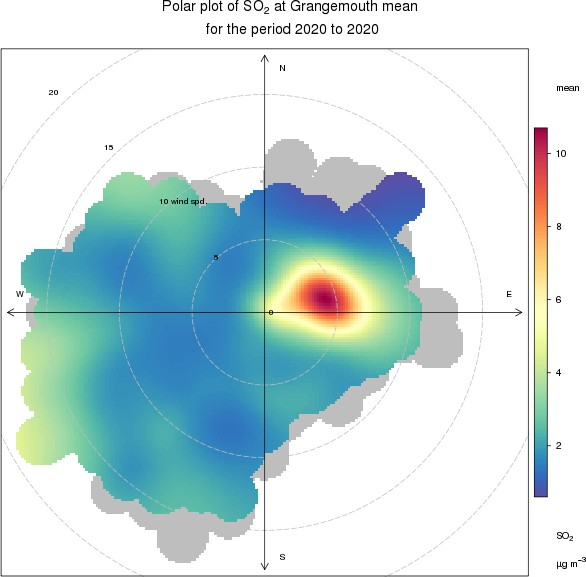 Polar plot of SO₂ at Grangemouth mean
for the period 2020 to 2020
20
N
mean
15
10
10 wind spd.
8
5
W
E
6
0
4
2
SO₂
S
µg m⁻³